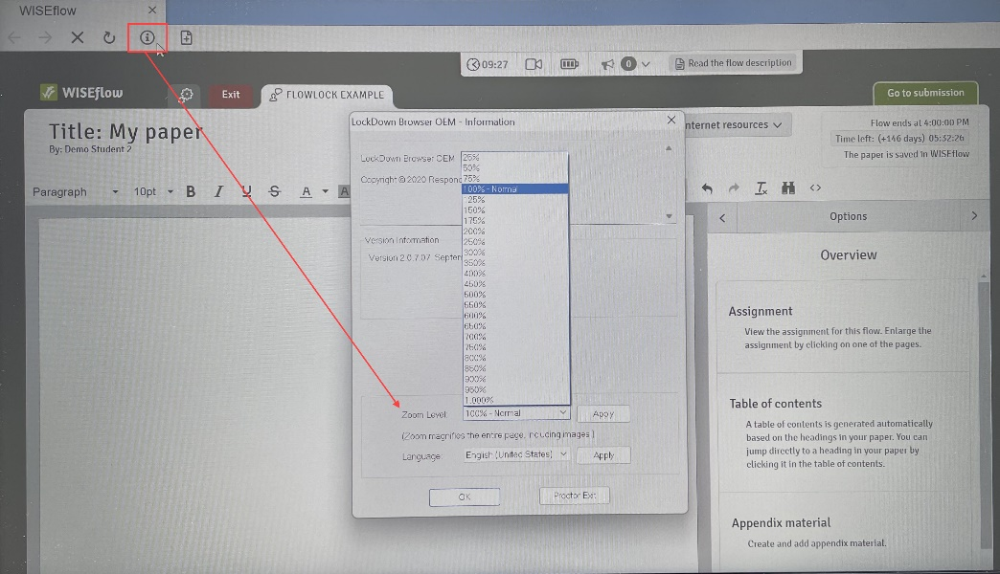 WISEflow
09:27
0
Read the flow description
WISEflow
Exit
FLOWLOCK EXAMPLE
Go to submission
Title: My paper
By: Demo Student 2
nternet resources
Flow ends at 4:00:00 PM
Time left: (+146 days) 05:32:26
The paper is saved in WISEflow
Paragraph
10pt
B I U S A A
Options
Overview
Assignment
View the assignment for this flow. Enlarge the
assignment by clicking on one of the pages.
Table of contents
A table of contents is generated automatically
based on the headings in your paper. You can
jump directly to a heading in your paper by
clicking it in the table of contents.
Appendix material
Create and add appendix material.
LockDown Browser OEM - Information
LockDown Browser OEM
Copyright © 2020 Respond
Version Information
Version 2.0.7.07. Septem
25%
50%
75%
100% - Normal
125%
150%
175%
200%
250%
300%
350%
400%
450%
500%
550%
600%
650%
700%
750%
800%
850%
900%
950%
1,000%
Zoom Level: 100% - Normal Apply
(Zoom magnifies the entire page, including images.)
Language: English (United States) Apply
OK
Proctor Exit